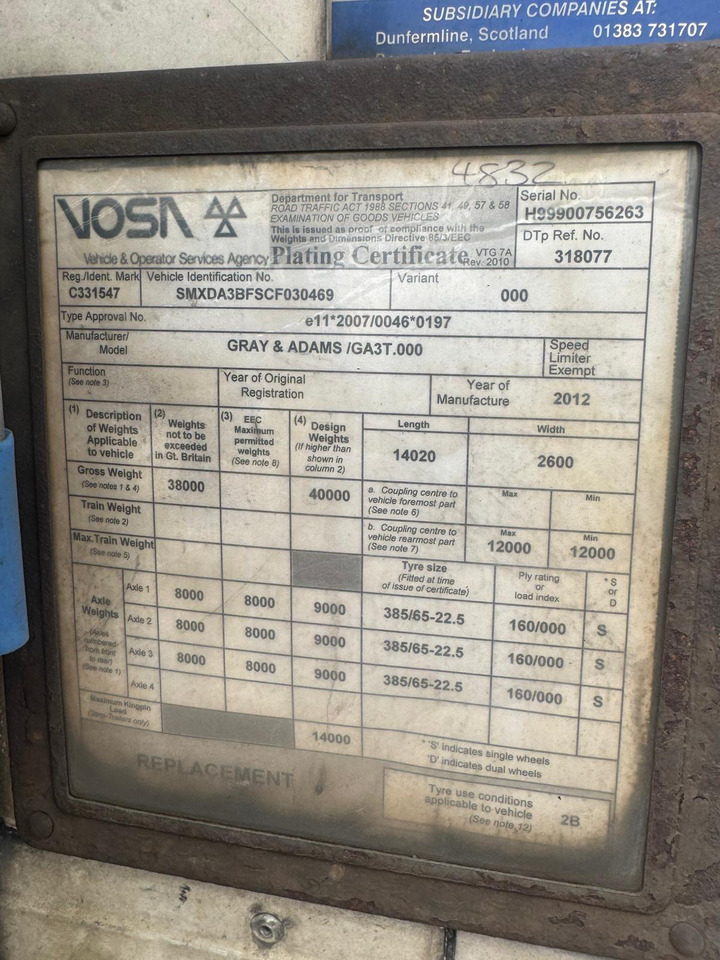 SUBSIDIARY COMPANIES AT:
Dunfermline, Scotland 01383 731707
4832
VOSA
Vehicle & Operator Services Agency
Department for Transport
ROAD TRAFFIC ACT 1988 SECTIONS 41, 49, 57 & 58
EXAMINATION OF GOODS VEHICLES
This is issued as proof of compliance with the
Weights and Dimensions Directive 85/3/EEC
Plating Certificate VTG 7A
Rev. 2010
Serial No.
H99900756263
DTp Ref. No.
318077
Reg./Ident. Mark
C331547
Vehicle Identification No.
SMXDA3BFSCF030469
Variant
000
Type Approval No. e11*2007/0046*0197
Manufacturer/
Model
GRAY & ADAMS /GA3T.000
Speed
Limiter
Exempt
Function
(See note 3)
Year of Original
Registration
Year of
Manufacture
2012
(1) Description
of Weights
Applicable
to vehicle
(2) Weights
not to be
exceeded
in Gt. Britain
(3) EEC
Maximum
permitted
weights
(See note 8)
(4) Design
Weights
(If higher than
shown in
column 2)
Length
14020
Width
2600
Gross Weight
(See notes 1 & 4)
38000
40000
a. Coupling centre to
vehicle foremost part
(See note 6)
Max
Min
Train Weight
(See note 2)
b. Coupling centre to
vehicle rearmost part
(See note 7)
Max
12000
Min
12000
Max.Train Weight
(See note 5)
Tyre size
(Fitted at time
of issue of certificate)
Ply rating
or
load index
* S
or
D
Axle
Weights
(Axles
numbered
from front
to rear)
(See note 1)
Axle 1 8000 8000 9000 385/65-22.5 160/000 S
Axle 2 8000 8000 9000 385/65-22.5 160/000 S
Axle 3 8000 8000 9000 385/65-22.5 160/000 S
Axle 4
Maximum Kingpin
Load
(Semi-Trailers only)
14000
* 'S' indicates single wheels
'D' indicates dual wheels
REPLACEMENT
Tyre use conditions
applicable to vehicle
(See note 12)
2B